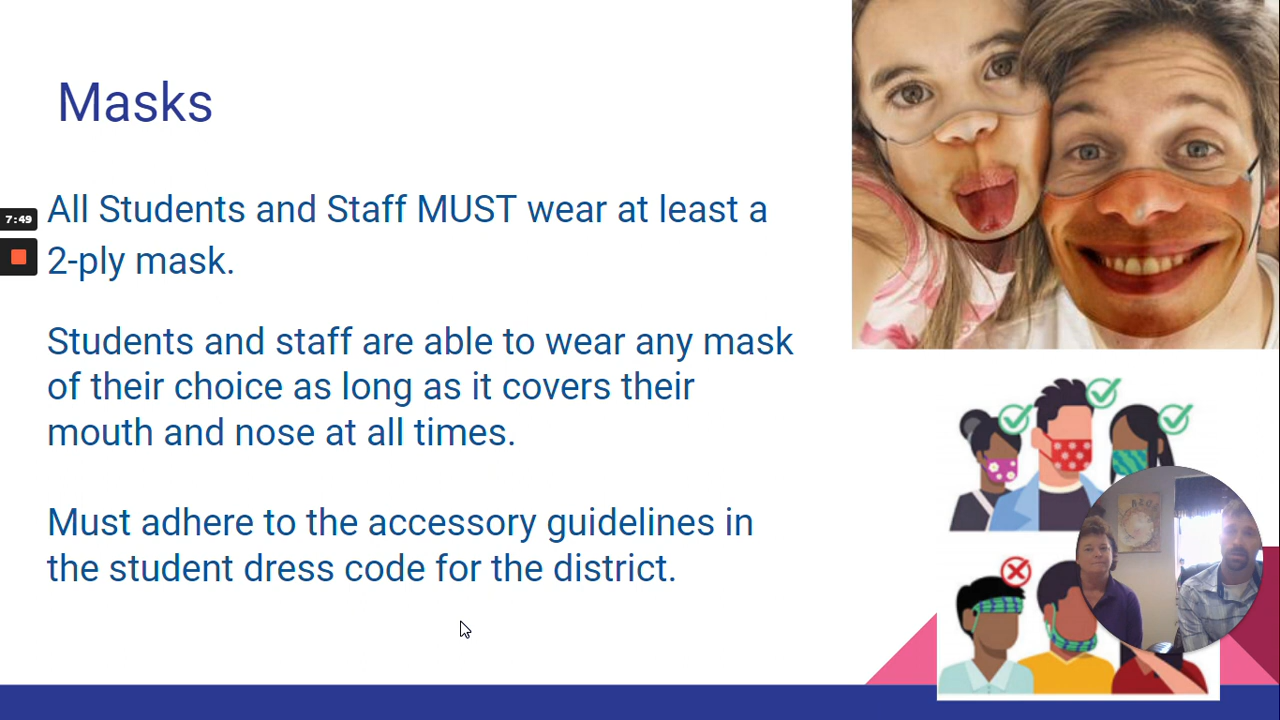 Masks
7:49
All Students and Staff MUST wear at least a
2-ply mask.
Students and staff are able to wear any mask
of their choice as long as it covers their
mouth and nose at all times.
Must adhere to the accessory guidelines in
the student dress code for the district.